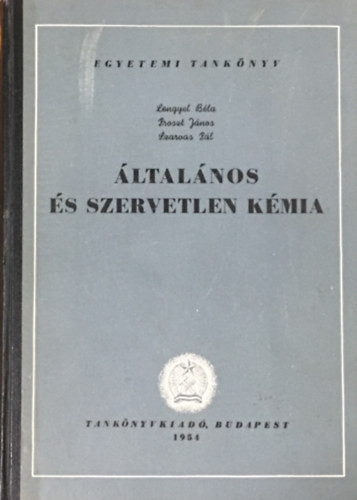 EGYETEMI TANKÖNYV
Lengyel Béla
Proszt János
Szarvas Pál
ÁLTALÁNOS
ÉS SZERVETLEN KÉMIA
TANKÖNYVKIADÓ, BUDAPEST
1954